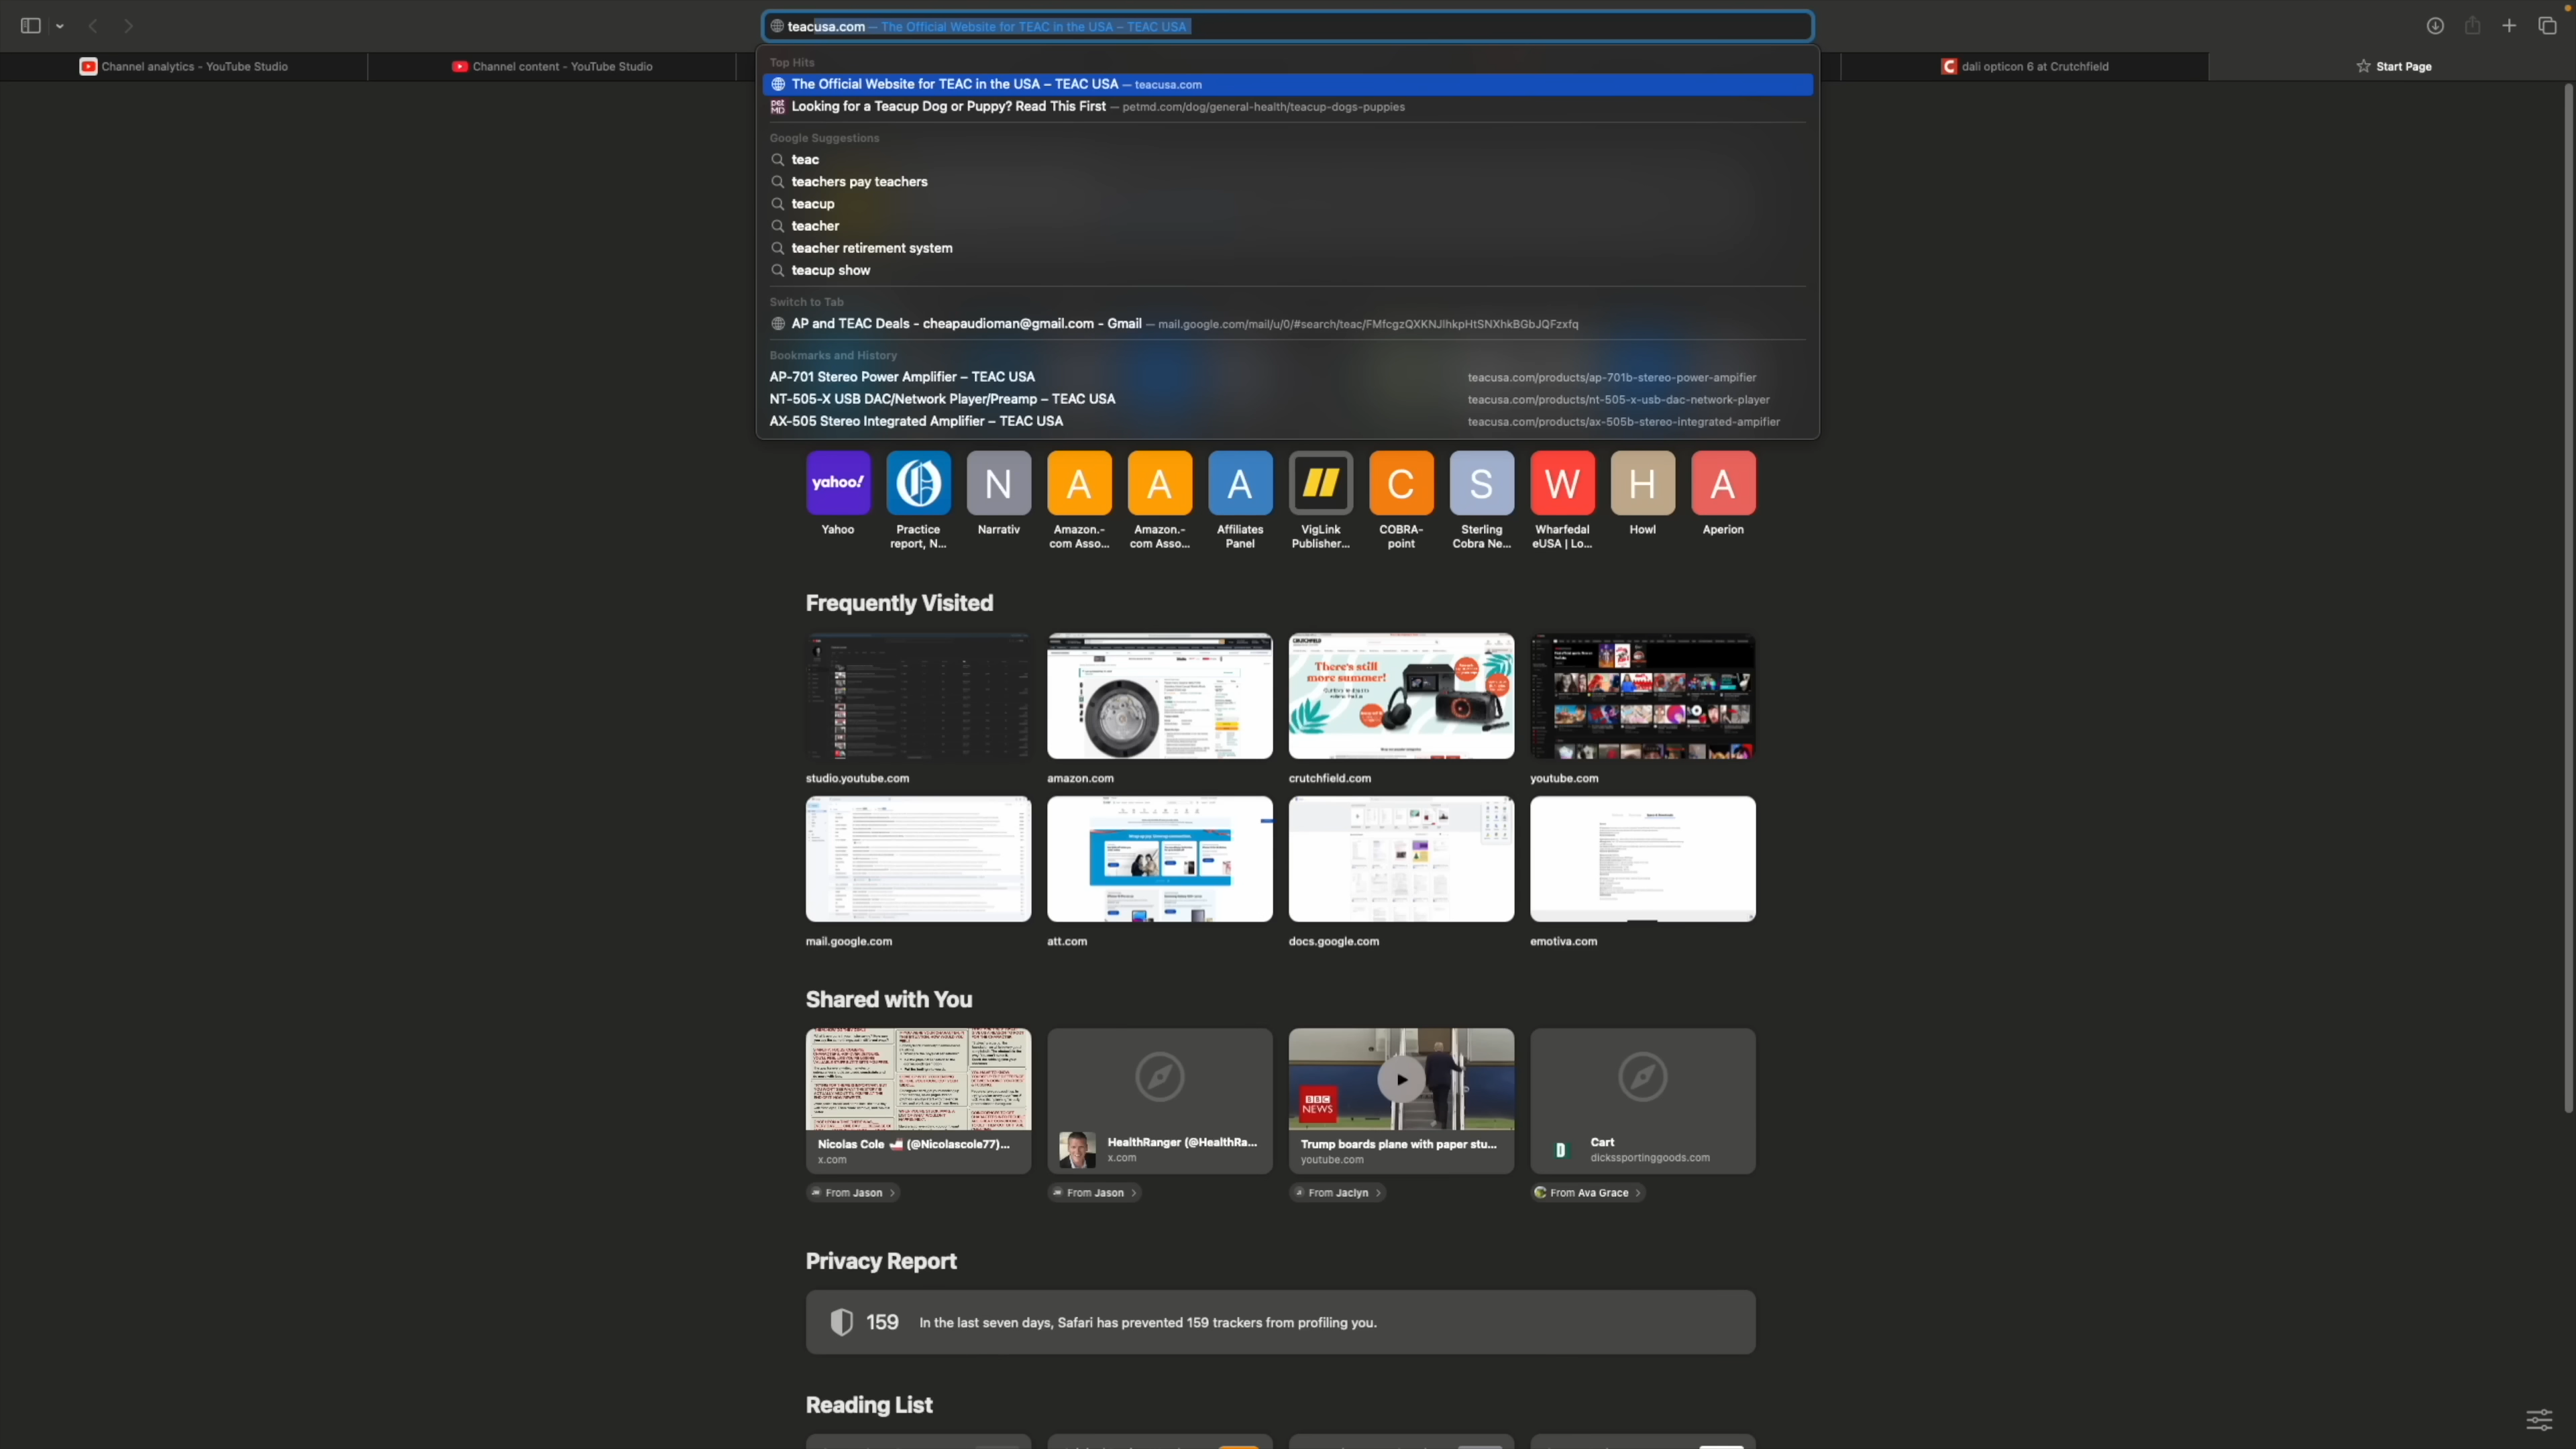 teacusa.com – The Official Website for TEAC in the USA – TEAC USA
Channel analytics - YouTube Studio
Channel content - YouTube Studio
dali opticon 6 at Crutchfield
Start Page
Top Hits
The Official Website for TEAC in the USA – TEAC USA — teacusa.com
Looking for a Teacup Dog or Puppy? Read This First — petmd.com/dog/general-health/teacup-dogs-puppies
Google Suggestions
teac
teachers pay teachers
teacup
teacher
teacher retirement system
teacup show
Switch to Tab
AP and TEAC Deals - cheapaudioman@gmail.com - Gmail — mail.google.com/mail/u/0/#search/teac/FMfcgzQXKNJlhkpHtSNXhkBGbJQFzxfq
Bookmarks and History
AP-701 Stereo Power Amplifier – TEAC USA teacusa.com/products/ap-701b-stereo-power-ampifier
NT-505-X USB DAC/Network Player/Preamp – TEAC USA teacusa.com/products/nt-505-x-usb-dac-network-player
AX-505 Stereo Integrated Amplifier – TEAC USA teacusa.com/products/ax-505b-stereo-integrated-ampifier
yahoo! N A A A C S W H A
Yahoo Practice Narrativ Amazon.- Amazon.- Affiliates VigLink COBRA- Sterling Wharfedal Howl Aperion
report, N... com Asso... com Asso... Panel Publisher... point Cobra Ne... eUSA | Lo...
Frequently Visited
CRUTCHFIELD
There's still
more summer!
studio.youtube.com amazon.com crutchfield.com youtube.com
mail.google.com att.com docs.google.com emotiva.com
Shared with You
BBC
NEWS
Nicolas Cole (@Nicolascole77)...
x.com
HealthRanger (@HealthRa...
x.com
Trump boards plane with paper stu...
youtube.com
D
Cart
dickssportinggoods.com
From Jason From Jason From Jaclyn From Ava Grace
Privacy Report
159 In the last seven days, Safari has prevented 159 trackers from profiling you.
Reading List